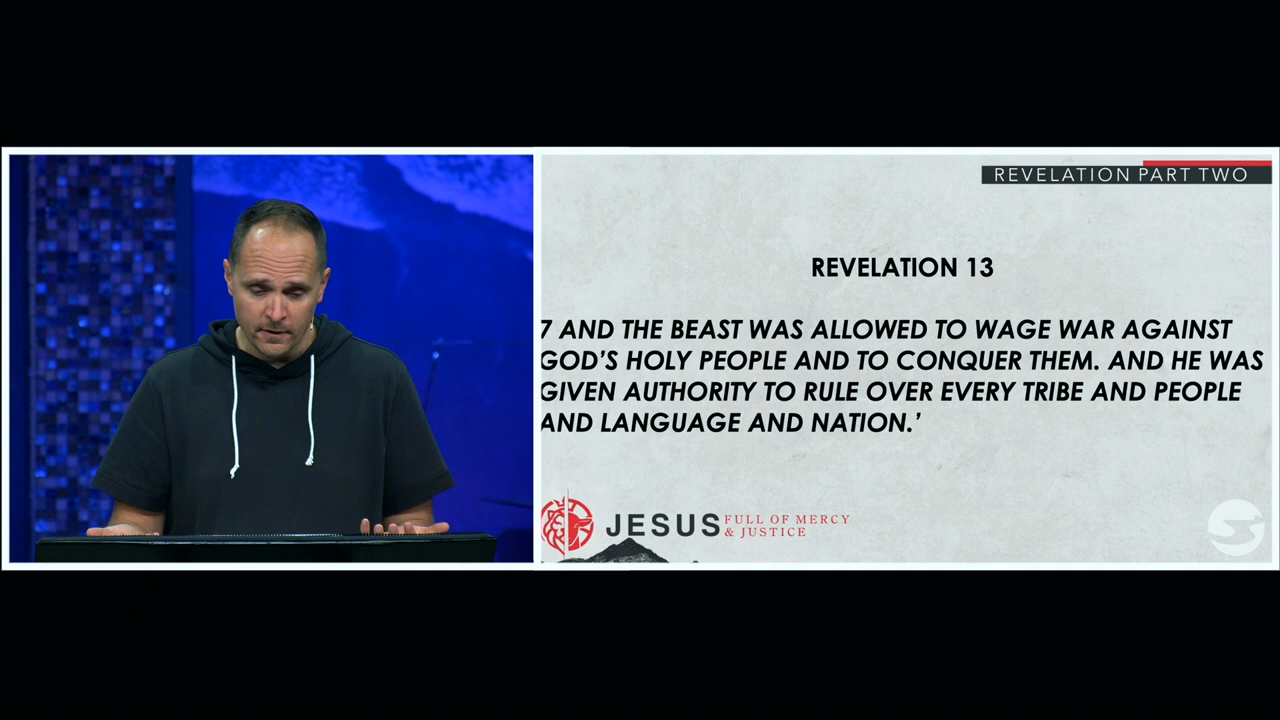 REVELATION PART TWO
REVELATION 13
7 AND THE BEAST WAS ALLOWED TO WAGE WAR AGAINST
GOD'S HOLY PEOPLE AND TO CONQUER THEM. AND HE WAS
GIVEN AUTHORITY TO RULE OVER EVERY TRIBE AND PEOPLE
AND LANGUAGE AND NATION.’
JESUS FULL OF MERCY
& JUSTICE